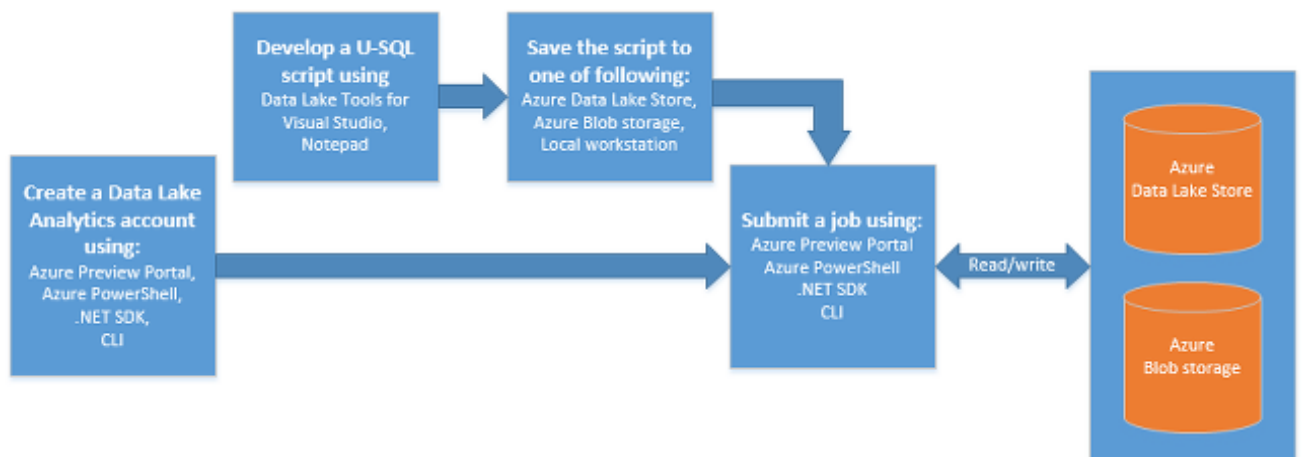 Develop a U-SQL
script using
Data Lake Tools for
Visual Studio,
Notepad
Save the script to
one of following:
Azure Data Lake Store,
Azure Blob storage,
Local workstation
Create a Data Lake
Analytics account
using:
Azure Preview Portal,
Azure PowerShell,
.NET SDK,
CLI
Submit a job using:
Azure Preview Portal
Azure PowerShell
.NET SDK
CLI
Read/write
Azure
Data Lake Store
Azure
Blob storage